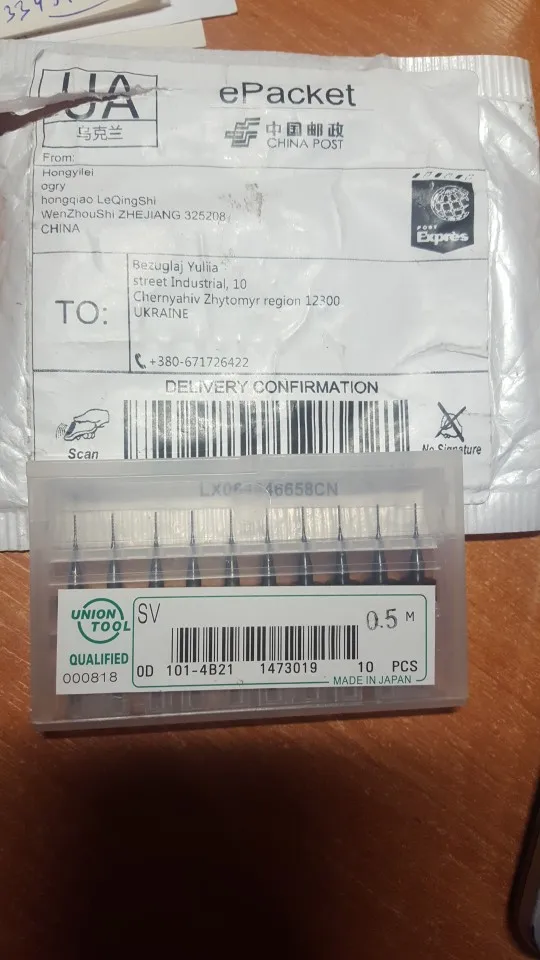 UA
乌克兰
ePacket
中国邮政
CHINA POST
From:
Hongyilei
ogry
hongqiao LeQingShi
WenZhouShi ZHEJIANG 325208
CHINA
POST
Exprès
TO:
Bezuglaj Yuliia
street Industrial, 10
Chernyahiv Zhytomyr region 12300
UKRAINE
+380-671726422
DELIVERY CONFIRMATION
Scan
No Signature
UNION
TOOL
QUALIFIED
000818
SV
0.5 M
0D 101-4B21 1473019 10 PCS
MADE IN JAPAN